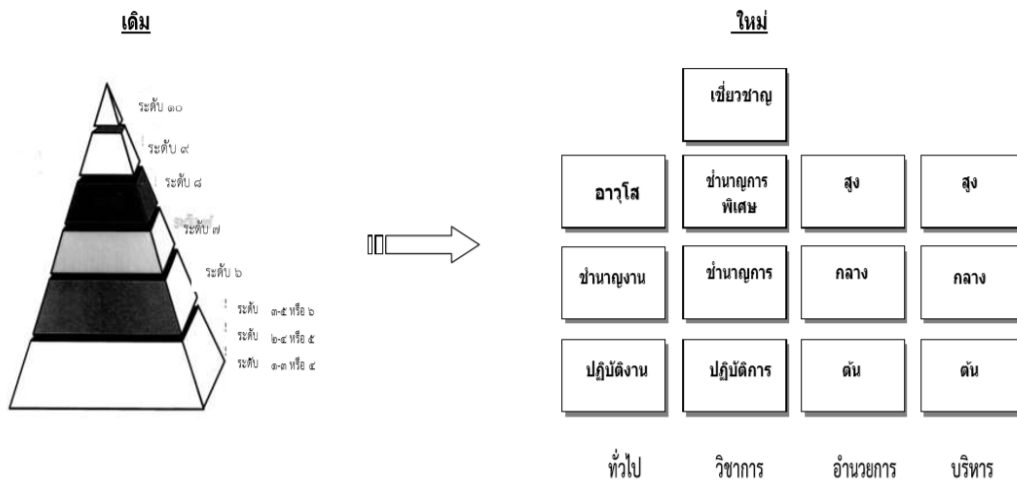 เดิม
ใหม่
ระดับ ๑๐
ระดับ ๙
ระดับ ๘
ระดับ ๗
ระดับ ๖
ระดับ ๓-๕ หรือ ๖
ระดับ ๒-๔ หรือ ๕
ระดับ ๑-๓ หรือ ๔
เชี่ยวชาญ
อาวุโส
ชำนาญการ
พิเศษ
สูง
สูง
ชำนาญงาน
ชำนาญการ
กลาง
กลาง
ปฏิบัติงาน
ปฏิบัติการ
ต้น
ต้น
ทั่วไป
วิชาการ
อำนวยการ
บริหาร